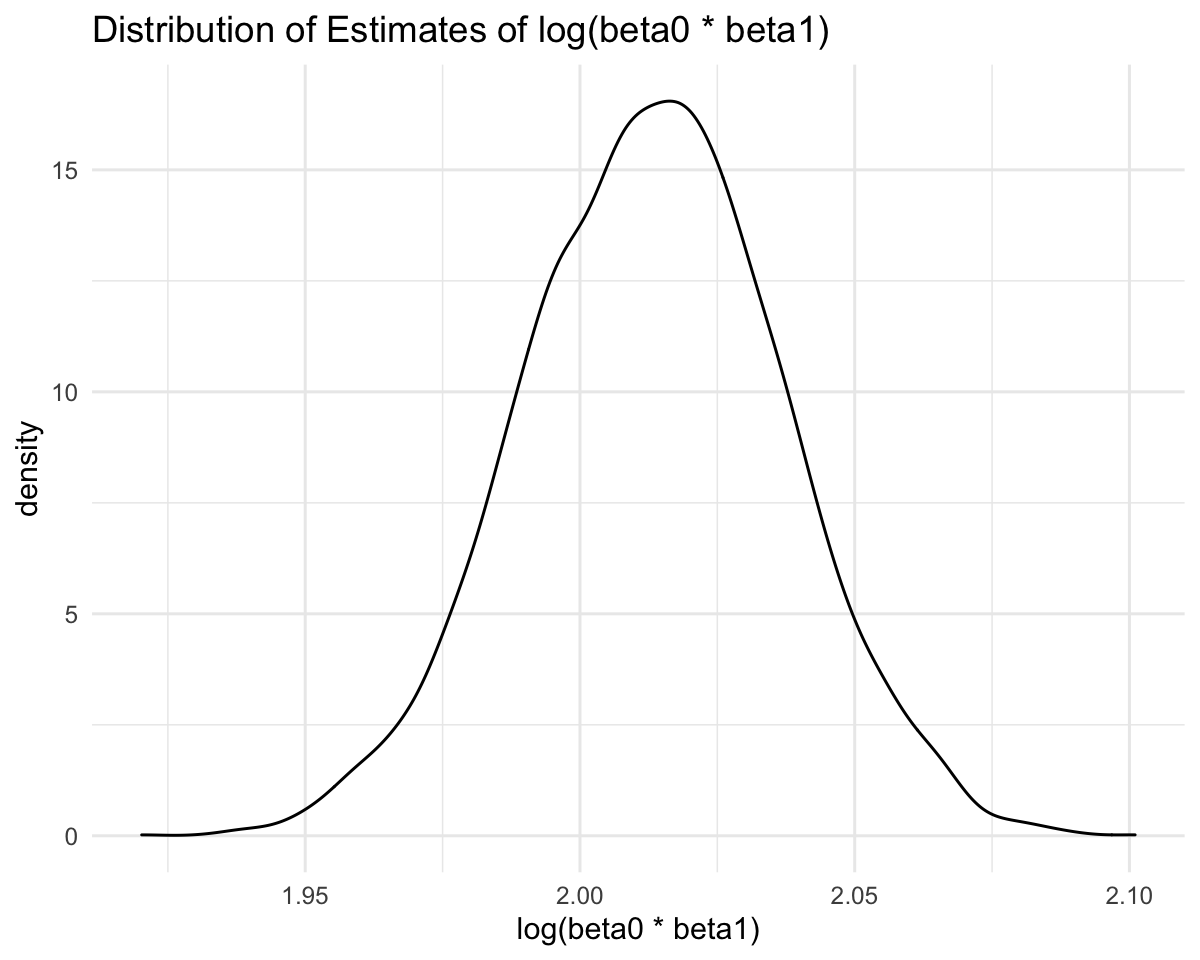 Distribution of Estimates of log(beta0 * beta1)
15
10
5
0
density
1.95
2.00
2.05
2.10
log(beta0 * beta1)